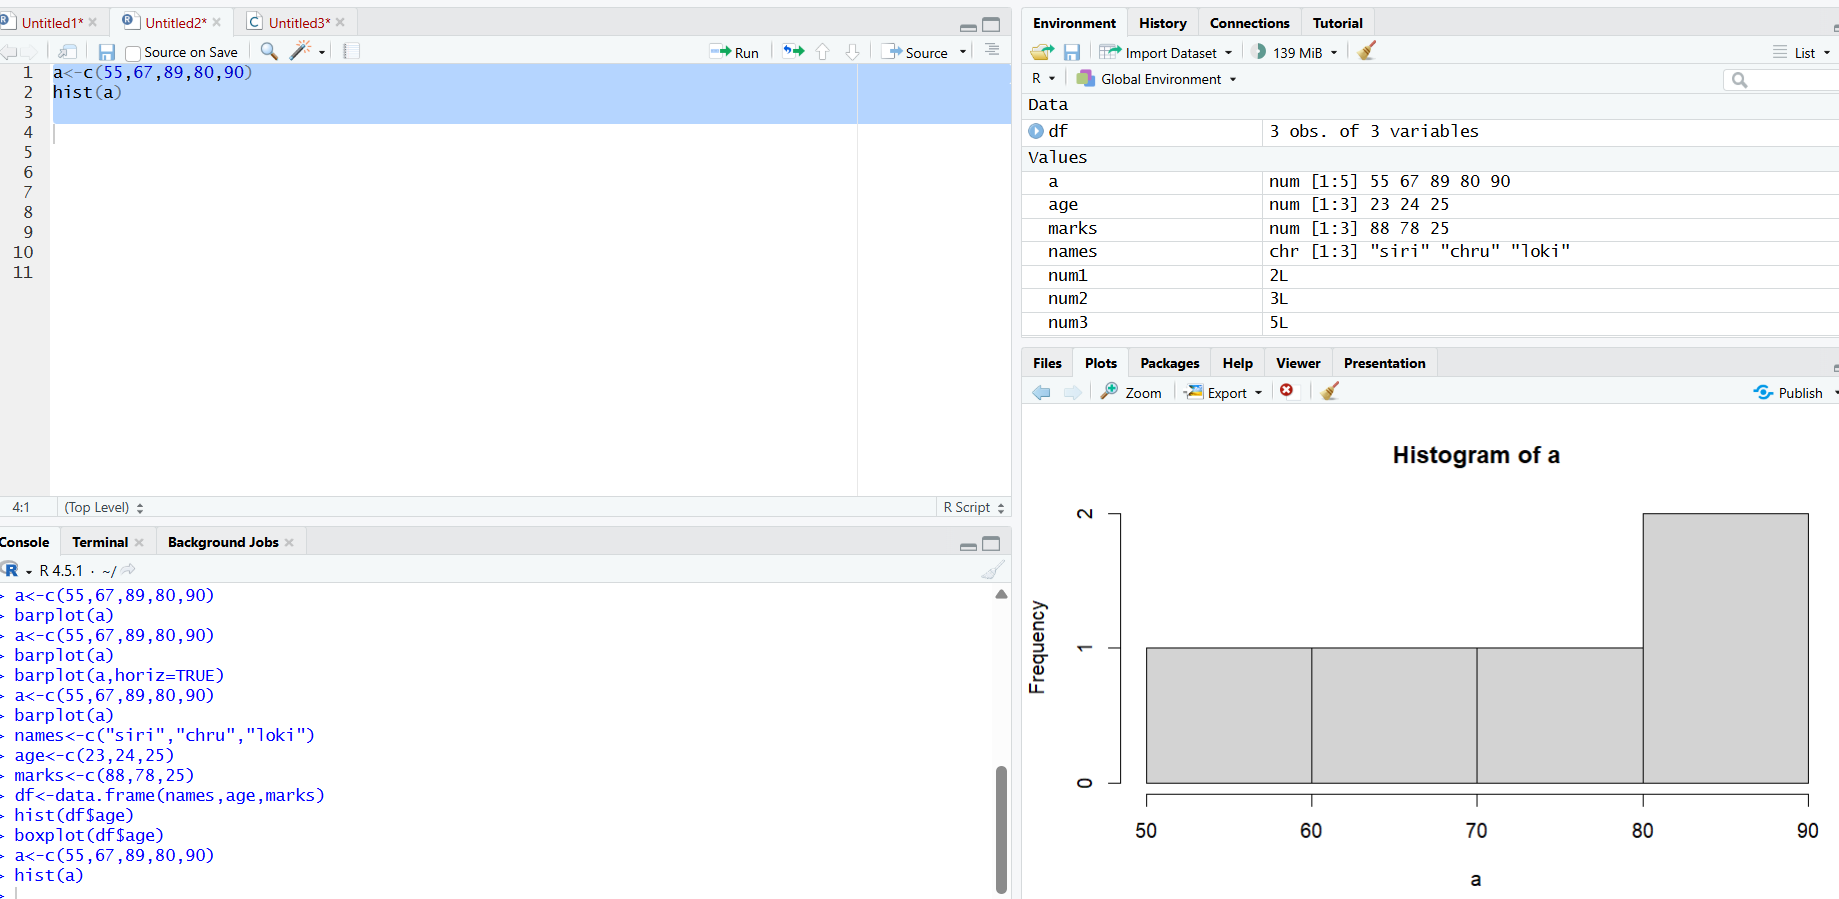 Untitled1* Untitled2* Untitled3*
Source on Save Run Source
1 a<-c(55,67,89,80,90)
2 hist(a)
3
4
5
6
7
8
9
10
11
4:1 (Top Level) R Script
Console Terminal Background Jobs
R 4.5.1 · ~/
> a<-c(55,67,89,80,90)
> barplot(a)
> a<-c(55,67,89,80,90)
> barplot(a)
> barplot(a,horiz=TRUE)
> a<-c(55,67,89,80,90)
> barplot(a)
> names<-c("siri","chru","loki")
> age<-c(23,24,25)
> marks<-c(88,78,25)
> df<-data.frame(names,age,marks)
> hist(df$age)
> boxplot(df$age)
> a<-c(55,67,89,80,90)
> hist(a)
>
Environment History Connections Tutorial
Import Dataset 139 MiB List
R Global Environment
Data
df 3 obs. of 3 variables
Values
a num [1:5] 55 67 89 80 90
age num [1:3] 23 24 25
marks num [1:3] 88 78 25
names chr [1:3] "siri" "chru" "loki"
num1 2L
num2 3L
num3 5L
Files Plots Packages Help Viewer Presentation
Zoom Export Publish
Histogram of a
Frequency
2
1
0
50 60 70 80 90
a